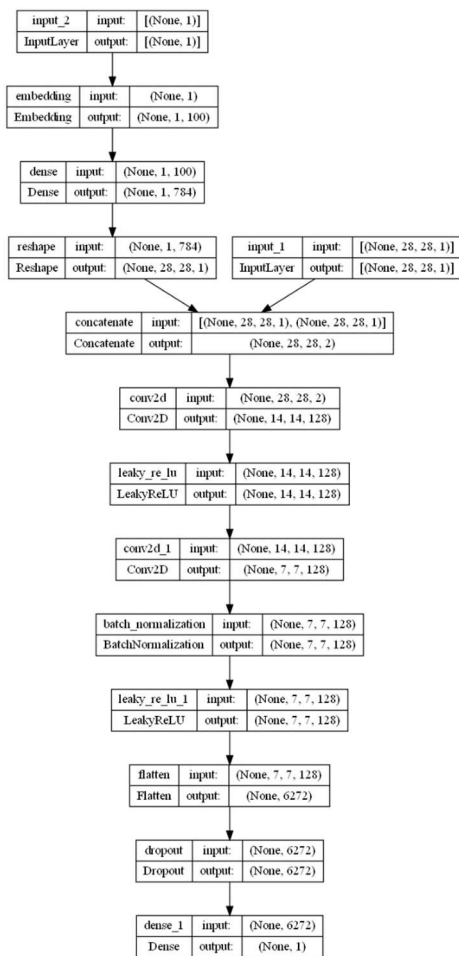 input_2 input: [(None, 1)]
InputLayer output: [(None, 1)]
embedding input: (None, 1)
Embedding output: (None, 1, 100)
dense input: (None, 1, 100)
Dense output: (None, 1, 784)
reshape input: (None, 1, 784)
Reshape output: (None, 28, 28, 1)
input_1 input: [(None, 28, 28, 1)]
InputLayer output: [(None, 28, 28, 1)]
concatenate input: [(None, 28, 28, 1), (None, 28, 28, 1)]
Concatenate output: (None, 28, 28, 2)
conv2d input: (None, 28, 28, 2)
Conv2D output: (None, 14, 14, 128)
leaky_re_lu input: (None, 14, 14, 128)
LeakyReLU output: (None, 14, 14, 128)
conv2d_1 input: (None, 14, 14, 128)
Conv2D output: (None, 7, 7, 128)
batch_normalization input: (None, 7, 7, 128)
BatchNormalization output: (None, 7, 7, 128)
leaky_re_lu_1 input: (None, 7, 7, 128)
LeakyReLU output: (None, 7, 7, 128)
flatten input: (None, 7, 7, 128)
Flatten output: (None, 6272)
dropout input: (None, 6272)
Dropout output: (None, 6272)
dense_1 input: (None, 6272)
Dense output: (None, 1)